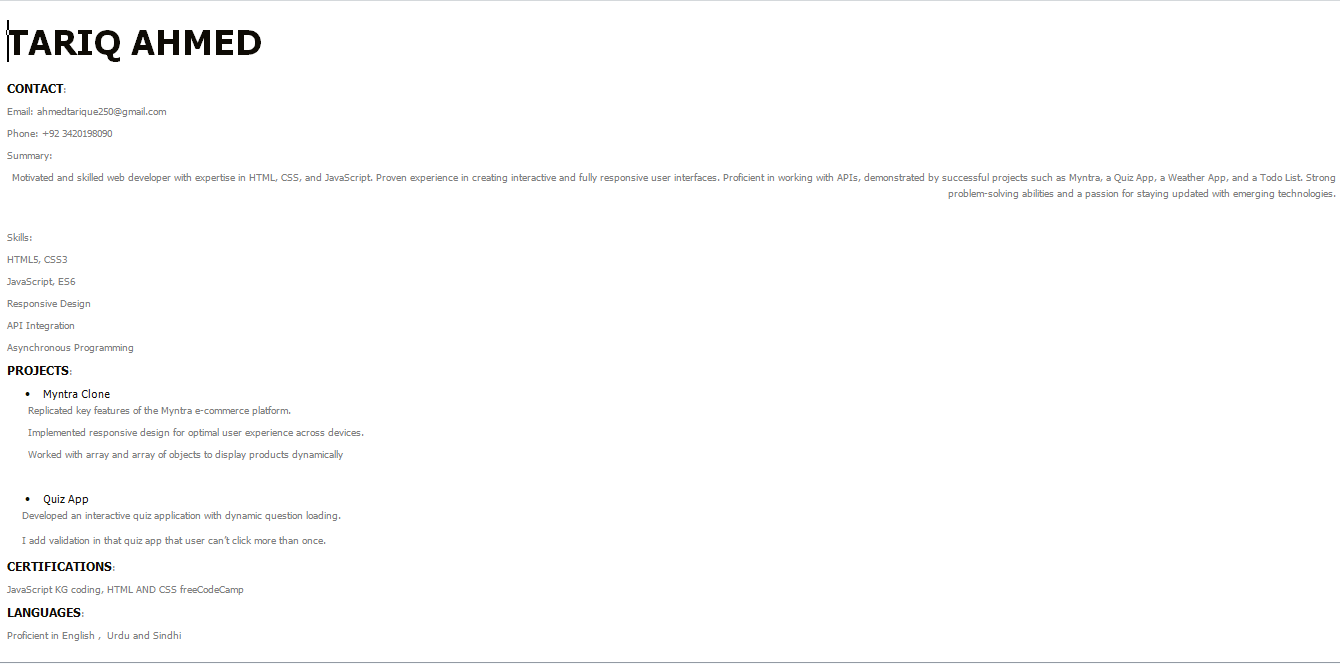 TARIQ AHMED
CONTACT:
Email: ahmedtarique250@gmail.com
Phone: +92 3420198090
Summary:
Motivated and skilled web developer with expertise in HTML, CSS, and JavaScript. Proven experience in creating interactive and fully responsive user interfaces. Proficient in working with APIs, demonstrated by successful projects such as Myntra, a Quiz App, a Weather App, and a Todo List. Strong
problem-solving abilities and a passion for staying updated with emerging technologies.
Skills:
HTML5, CSS3
JavaScript, ES6
Responsive Design
API Integration
Asynchronous Programming
PROJECTS:
• Myntra Clone
Replicated key features of the Myntra e-commerce platform.
Implemented responsive design for optimal user experience across devices.
Worked with array and array of objects to display products dynamically
• Quiz App
Developed an interactive quiz application with dynamic question loading.
I add validation in that quiz app that user can't click more than once.
CERTIFICATIONS:
JavaScript KG coding, HTML AND CSS freeCodeCamp
LANGUAGES:
Proficient in English , Urdu and Sindhi